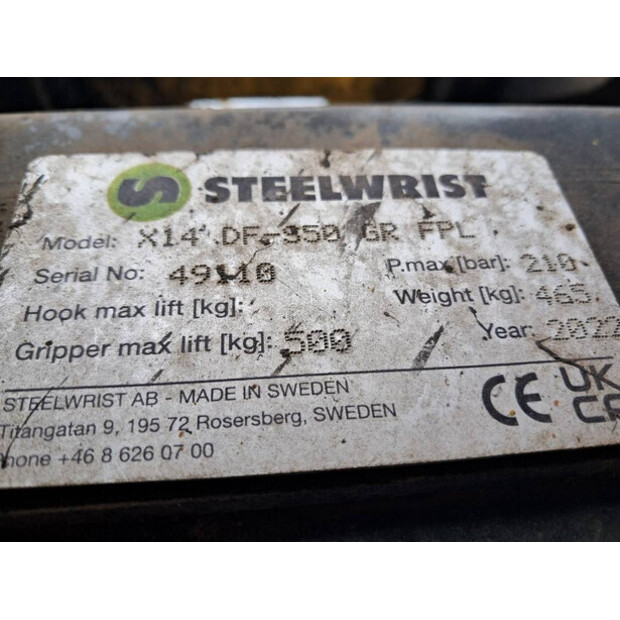 STEELWRIST
Model: X14 DF-350 GR FPL
Serial No: 49110 P.max [bar]: 210
Hook max lift [kg]: Weight [kg]: 465
Gripper max lift [kg]: 500 Year: 2022
STEELWRIST AB - MADE IN SWEDEN
Titangatan 9, 195 72 Rosersberg, SWEDEN
Phone +46 8 626 07 00
CE UK CA